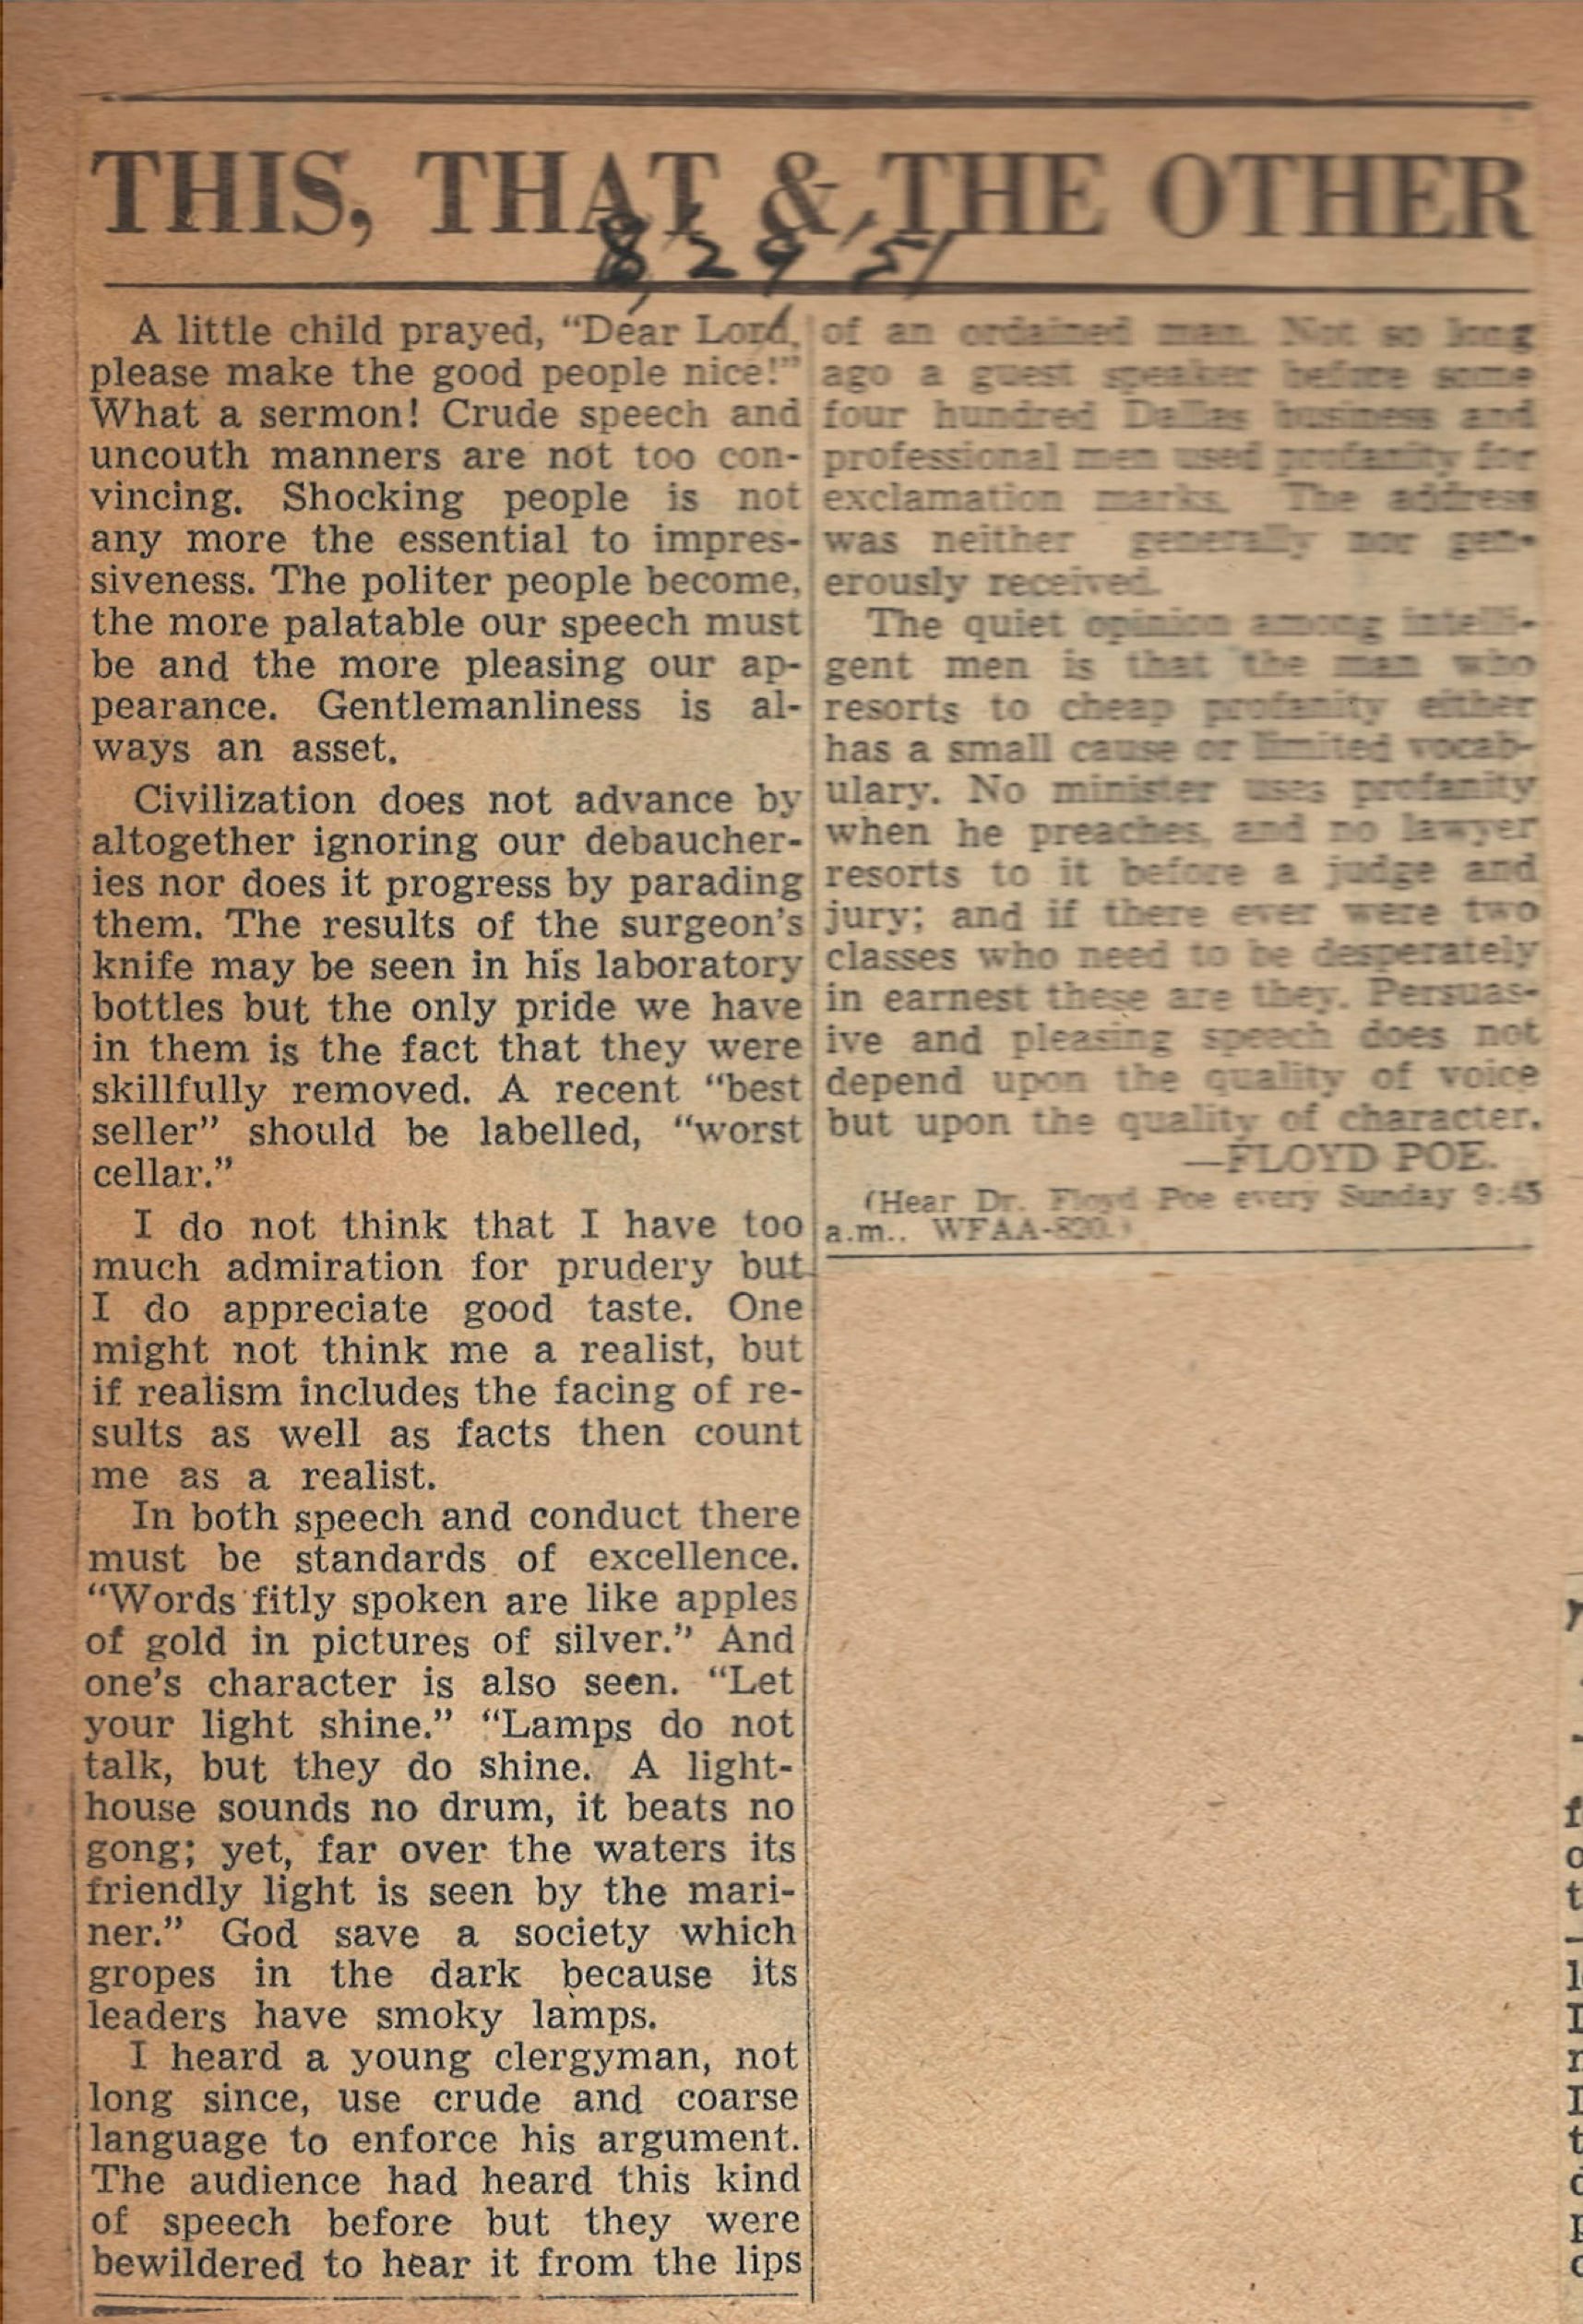 THIS, THAT & THE OTHER
8, 29, 51
A little child prayed, “Dear Lord,
please make the good people nice!”
What a sermon! Crude speech and
uncouth manners are not too con-
vincing. Shocking people is not
any more the essential to impres-
siveness. The politer people become,
the more palatable our speech must
be and the more pleasing our ap-
pearance. Gentlemanliness is al-
ways an asset.
Civilization does not advance by
altogether ignoring our debaucher-
ies nor does it progress by parading
them. The results of the surgeon’s
knife may be seen in his laboratory
bottles but the only pride we have
in them is the fact that they were
skillfully removed. A recent “best
seller” should be labelled, “worst
cellar.”
I do not think that I have too
much admiration for prudery but
I do appreciate good taste. One
might not think me a realist, but
if realism includes the facing of re-
sults as well as facts then count
me as a realist.
In both speech and conduct there
must be standards of excellence.
“Words fitly spoken are like apples
of gold in pictures of silver.” And
one’s character is also seen. “Let
your light shine.” “Lamps do not
talk, but they do shine. A light-
house sounds no drum, it beats no
gong; yet, far over the waters its
friendly light is seen by the mari-
ner.” God save a society which
gropes in the dark because its
leaders have smoky lamps.
I heard a young clergyman, not
long since, use crude and coarse
language to enforce his argument.
The audience had heard this kind
of speech before but they were
bewildered to hear it from the lips
of an ordained man. Not so long
ago a guest speaker before some
four hundred Dallas business and
professional men used profanity for
exclamation marks. The address
was neither generally nor gen-
erously received.
The quiet opinion among intelli-
gent men is that the man who
resorts to cheap profanity either
has a small cause or limited vocab-
ulary. No minister uses profanity
when he preaches, and no lawyer
resorts to it before a judge and
jury; and if there ever were two
classes who need to be desperately
in earnest these are they. Persuas-
ive and pleasing speech does not
depend upon the quality of voice
but upon the quality of character.
—FLOYD POE.
(Hear Dr. Floyd Poe every Sunday 9:45
a.m.. WFAA-820.)